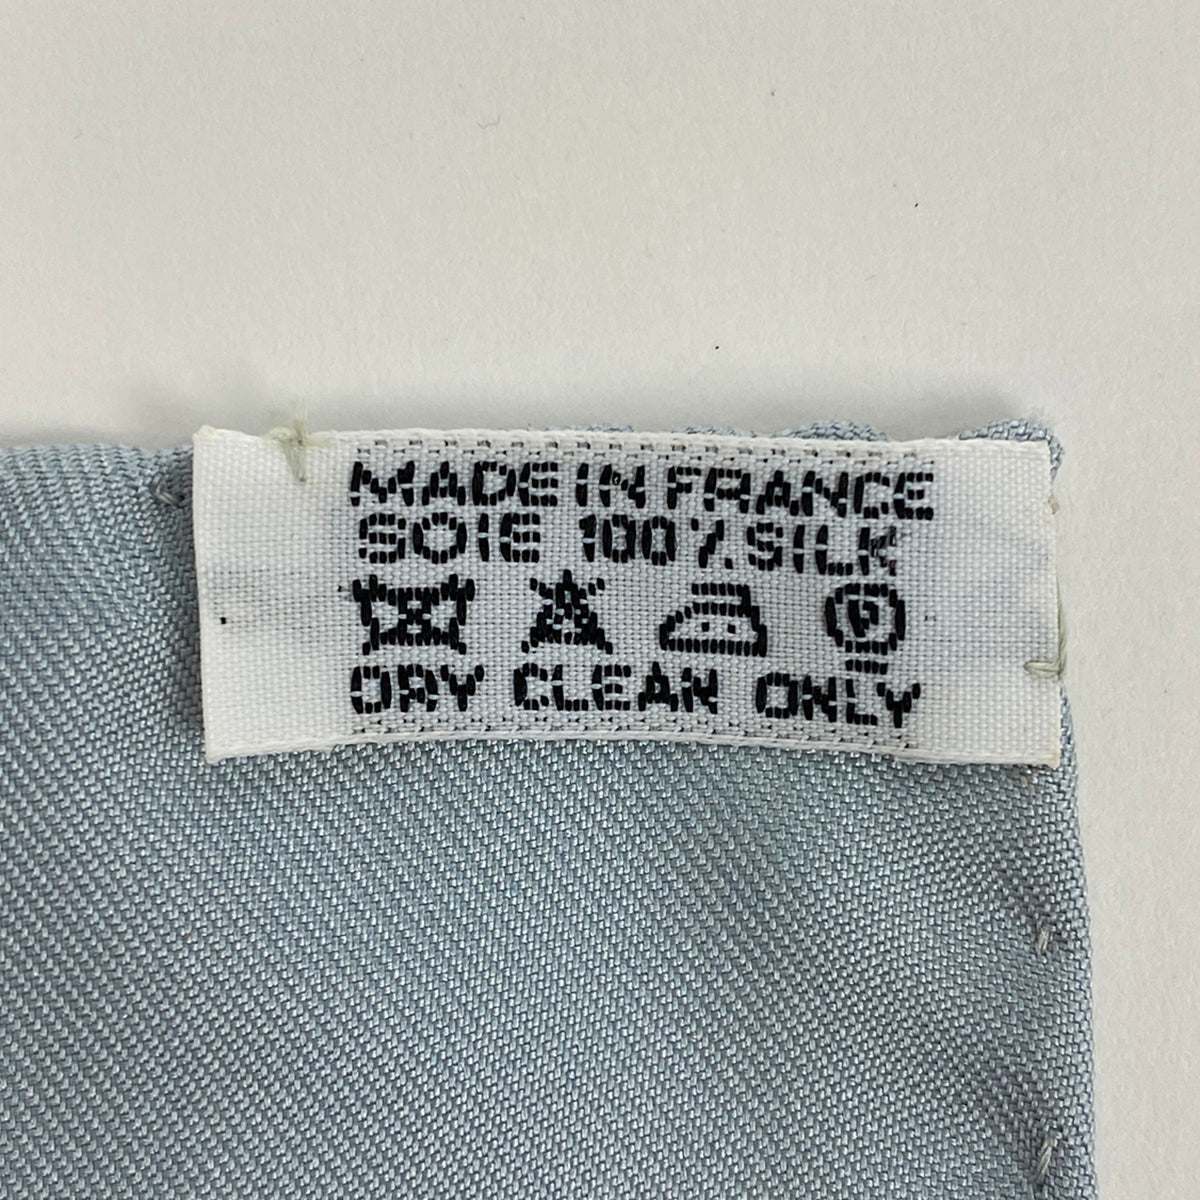 MADE IN FRANCE
SOIE 100% SILK
A P
DRY CLEAN ONLY